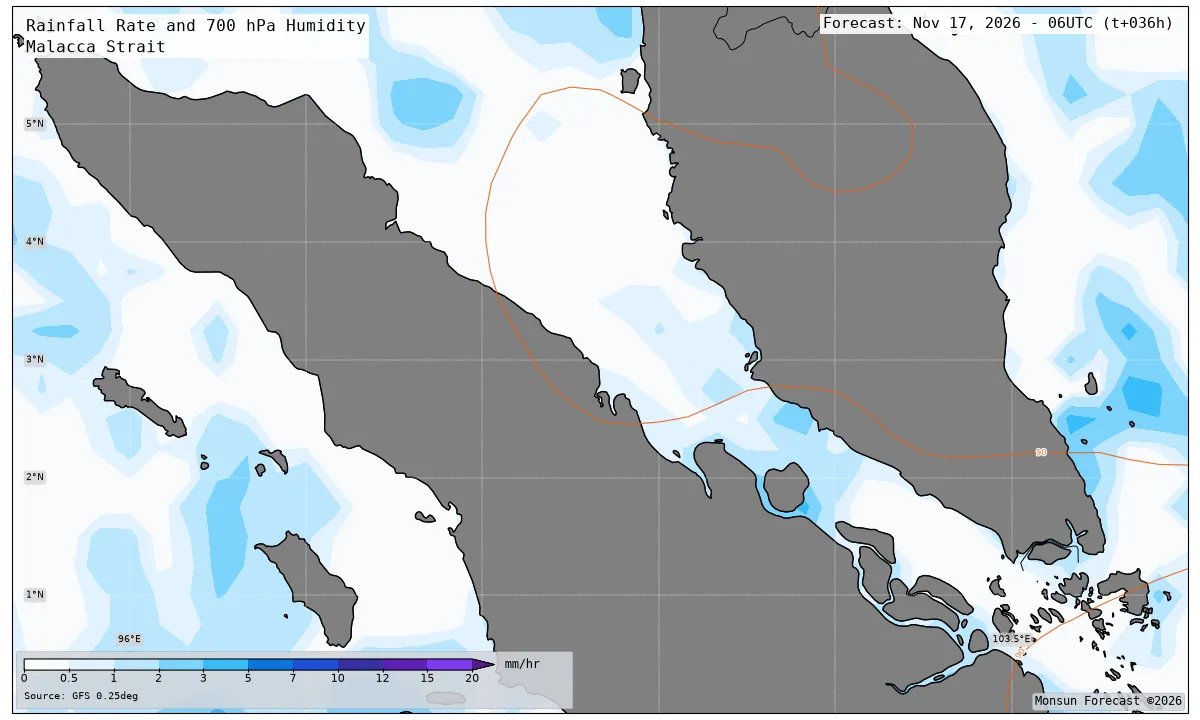 Rainfall Rate and 700 hPa Humidity
Malacca Strait
Forecast: Nov 17, 2026 - 06UTC (t+036h)
5°N
4°N
3°N
2°N
1°N
90
96°E
103.5°E
0 0.5 1 2 3 5 7 10 12 15 20
mm/hr
Source: GFS 0.25deg
Monsun Forecast ©2026